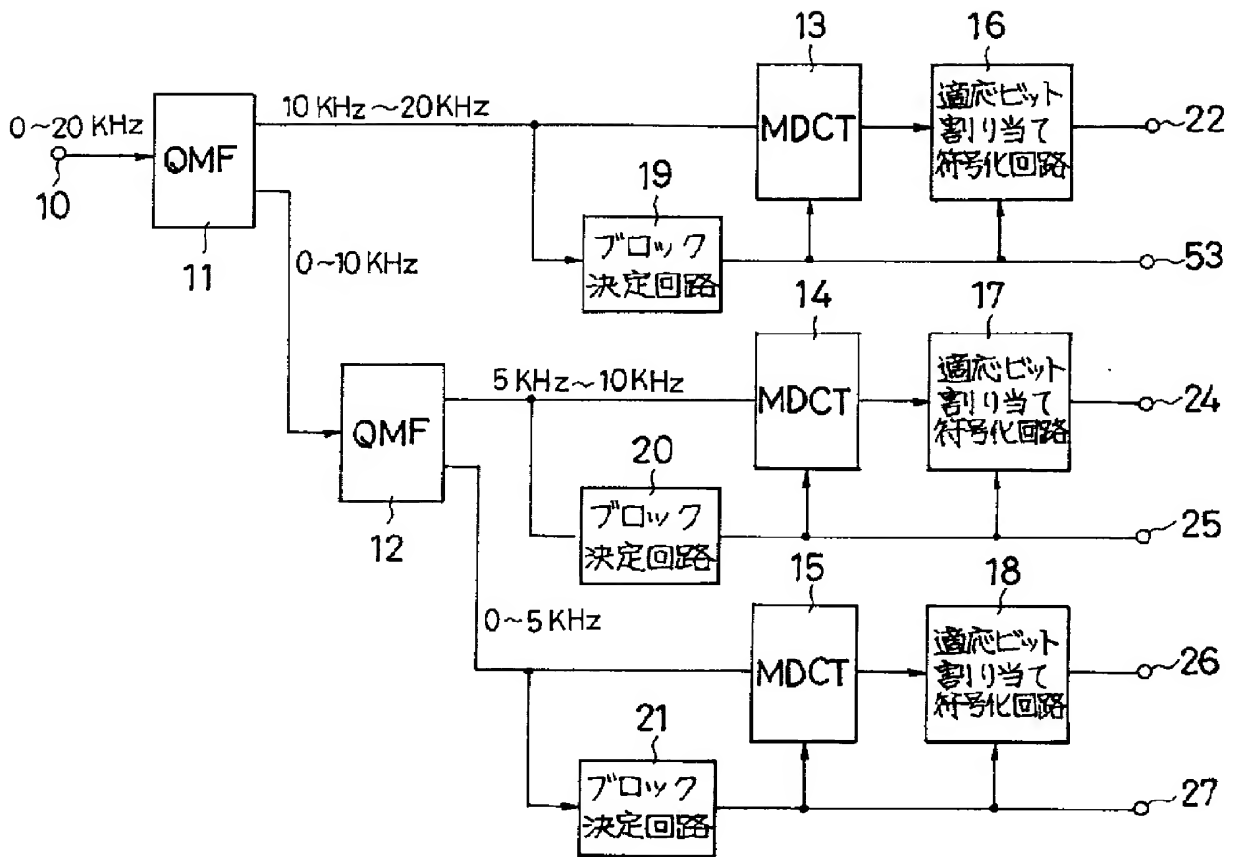 13
16
10 KHz～20 KHz
0～20 KHz
QMF
MDCT
適応ビット
割り当て
符号化回路
22
10
19
11
0～10 KHz
ブロック
決定回路
53
14
17
5 KHz～10 KHz
QMF
MDCT
適応ビット
割り当て
符号化回路
24
20
12
ブロック
決定回路
25
15
18
0～5 KHz
MDCT
適応ビット
割り当て
符号化回路
26
21
ブロック
決定回路
27